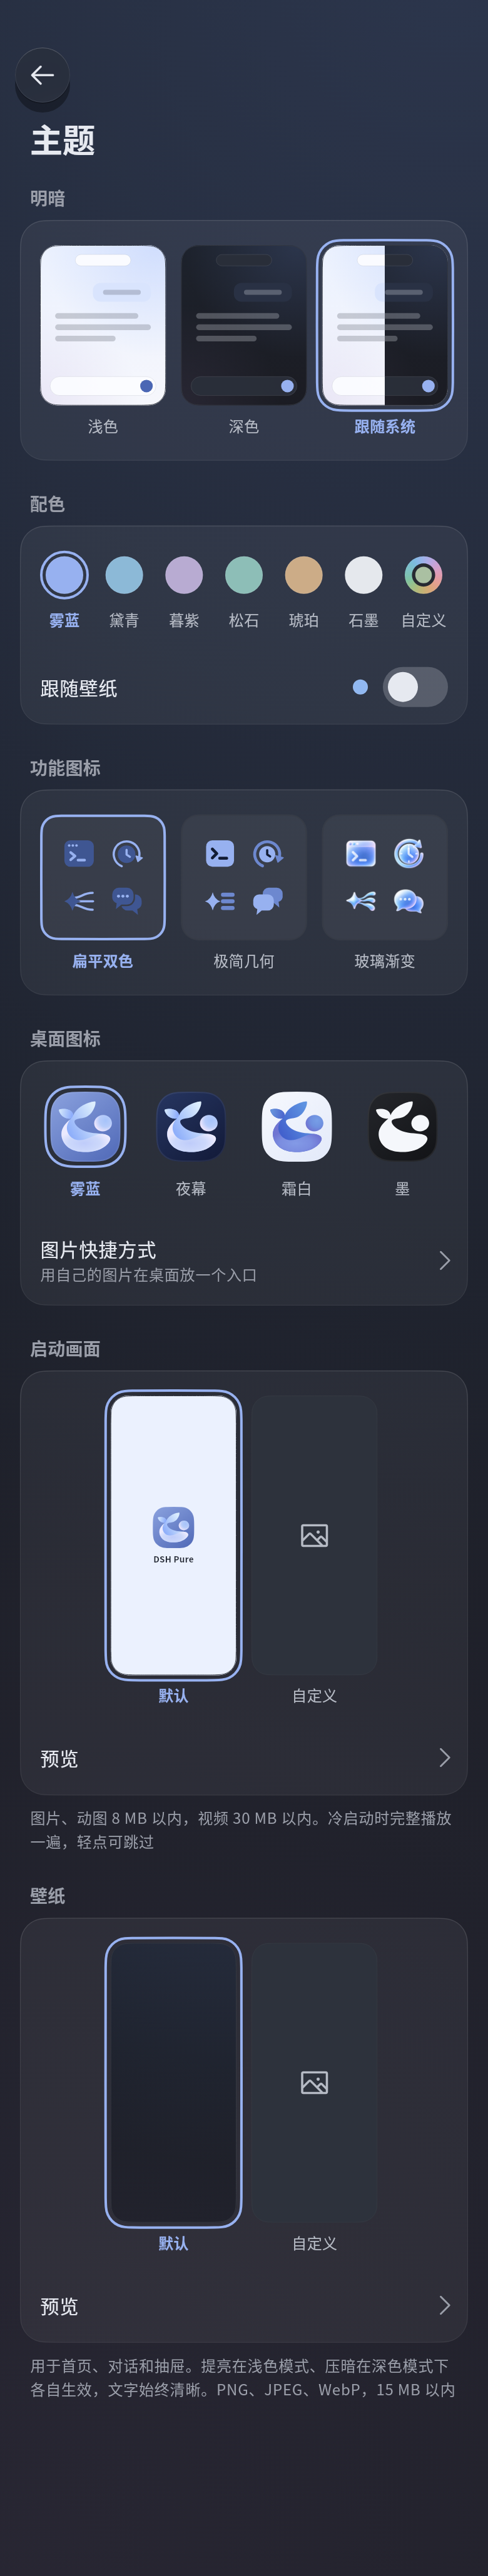 主题
明暗
浅色
深色
跟随系统
配色
雾蓝
黛青
暮紫
松石
琥珀
石墨
自定义
跟随壁纸
功能图标
扁平双色
极简几何
玻璃渐变
桌面图标
雾蓝
夜幕
霜白
墨
图片快捷方式
用自己的图片在桌面放一个入口
启动画面
DSH Pure
默认
自定义
预览
图片、动图 8 MB 以内，视频 30 MB 以内。冷启动时完整播放
一遍，轻点可跳过
壁纸
默认
自定义
预览
用于首页、对话和抽屉。提亮在浅色模式、压暗在深色模式下
各自生效，文字始终清晰。PNG、JPEG、WebP，15 MB 以内